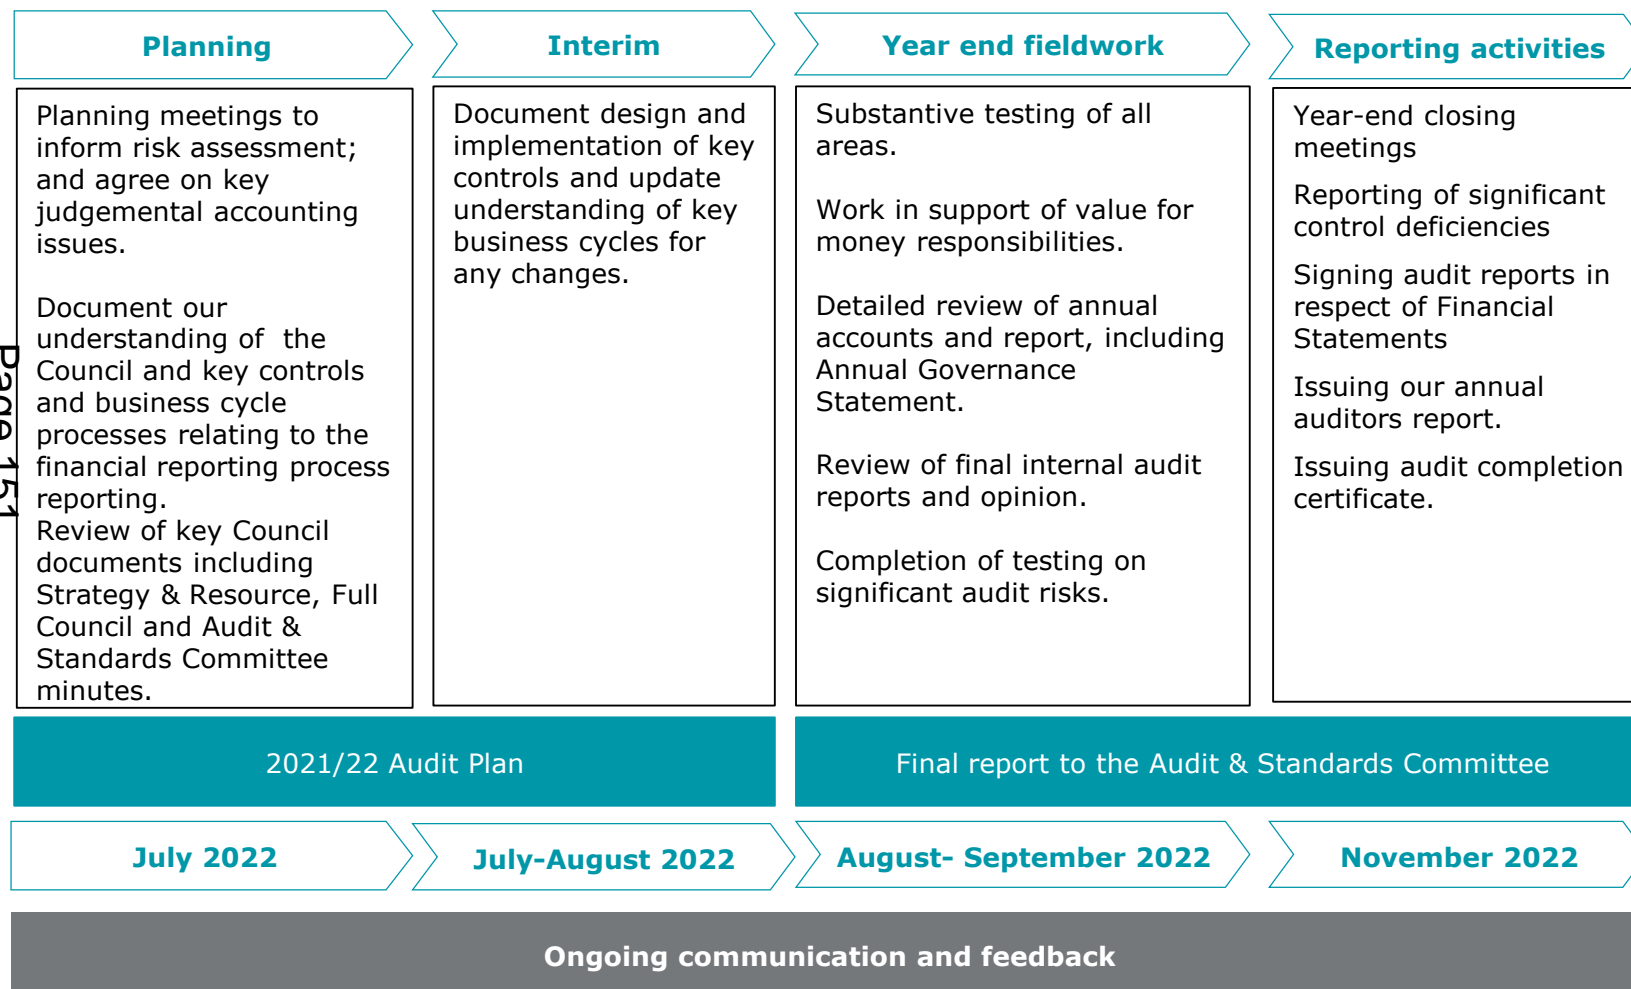 Planning
Interim
Year end fieldwork
Reporting activities
Planning meetings to
inform risk assessment;
and agree on key
judgemental accounting
issues.
Document our
understanding of  the
Council and key controls
and business cycle
processes relating to the
financial reporting process
reporting.
Review of key Council
documents including
Strategy & Resource, Full
Council and Audit &
Standards Committee
minutes.
Document design and
implementation of key
controls and update
understanding of key
business cycles for
any changes.
Substantive testing of all
areas.
Work in support of value for
money responsibilities.
Detailed review of annual
accounts and report, including
Annual Governance
Statement.
Review of final internal audit
reports and opinion.
Completion of testing on
significant audit risks.
Year-end closing
meetings
Reporting of significant
control deficiencies
Signing audit reports in
respect of Financial
Statements
Issuing our annual
auditors report.
Issuing audit completion
certificate.
Page 151
2021/22 Audit Plan
Final report to the Audit & Standards Committee
July 2022
July-August 2022
August- September 2022
November 2022
Ongoing communication and feedback